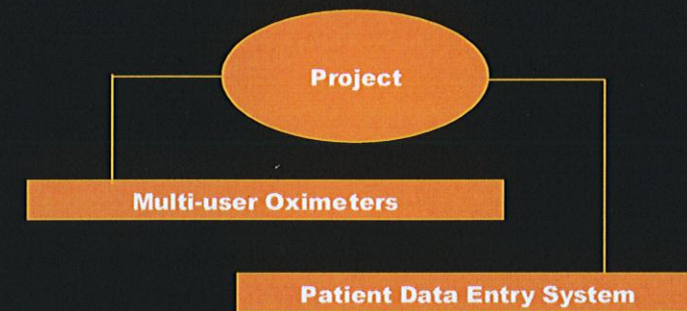 Project
Multi-user Oximeters
Patient Data Entry System